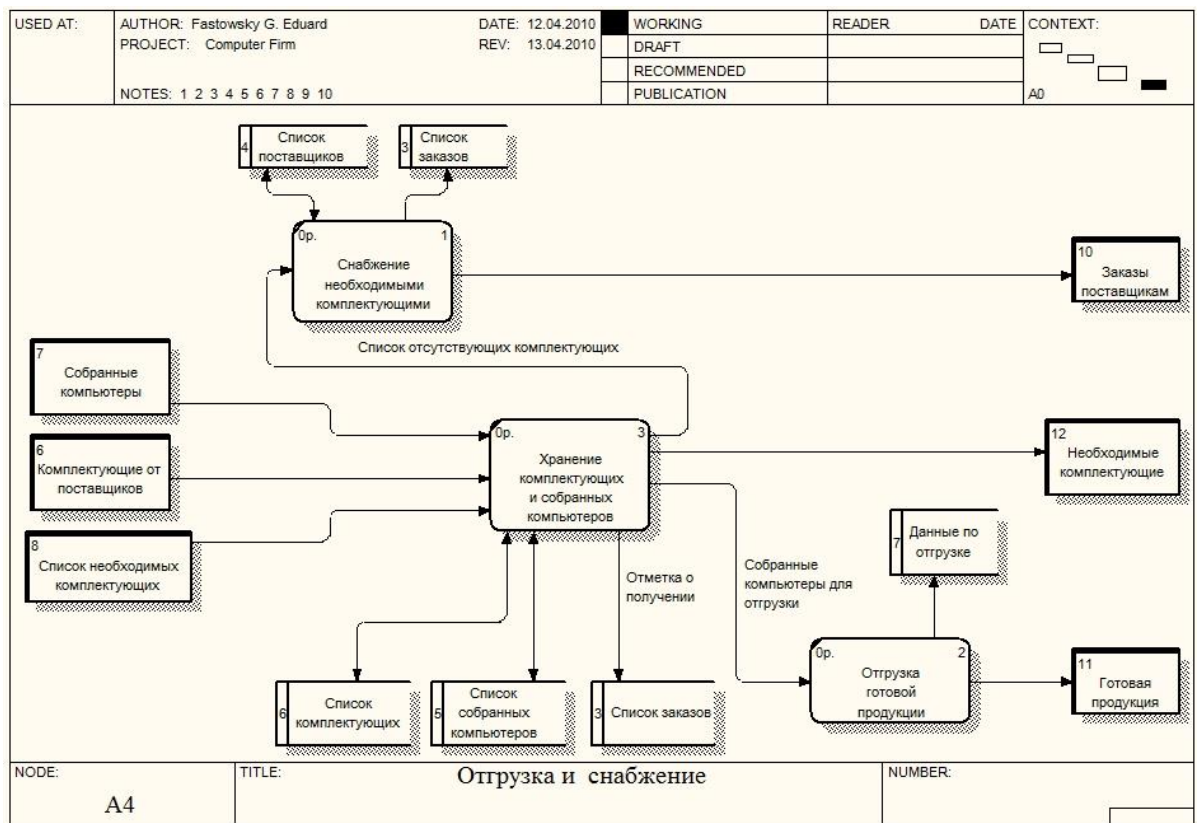 USED AT:
AUTHOR: Fastowsky G. Eduard
DATE: 12.04.2010
PROJECT: Computer Firm
REV: 13.04.2010
NOTES: 1 2 3 4 5 6 7 8 9 10
WORKING
DRAFT
RECOMMENDED
PUBLICATION
READER
DATE
CONTEXT:
A0
4
Список
поставщиков
3
Список
заказов
0р.
1
Снабжение
необходимыми
комплектующими
10
Заказы
поставщикам
Список отсутствующих комплектующих
7
Собранные
компьютеры
6
Комплектующие от
поставщиков
8
Список необходимых
комплектующих
0р.
3
Хранение
комплектующих
и собранных
компьютеров
12
Необходимые
комплектующие
7
Данные по
отгрузке
Отметка о
получении
Собранные
компьютеры для
отгрузки
0р.
2
Отгрузка
готовой
продукции
11
Готовая
продукция
6
Список
комплектующих
5
Список
собранных
компьютеров
3
Список заказов
NODE:
A4
TITLE:
Отгрузка и снабжение
NUMBER: